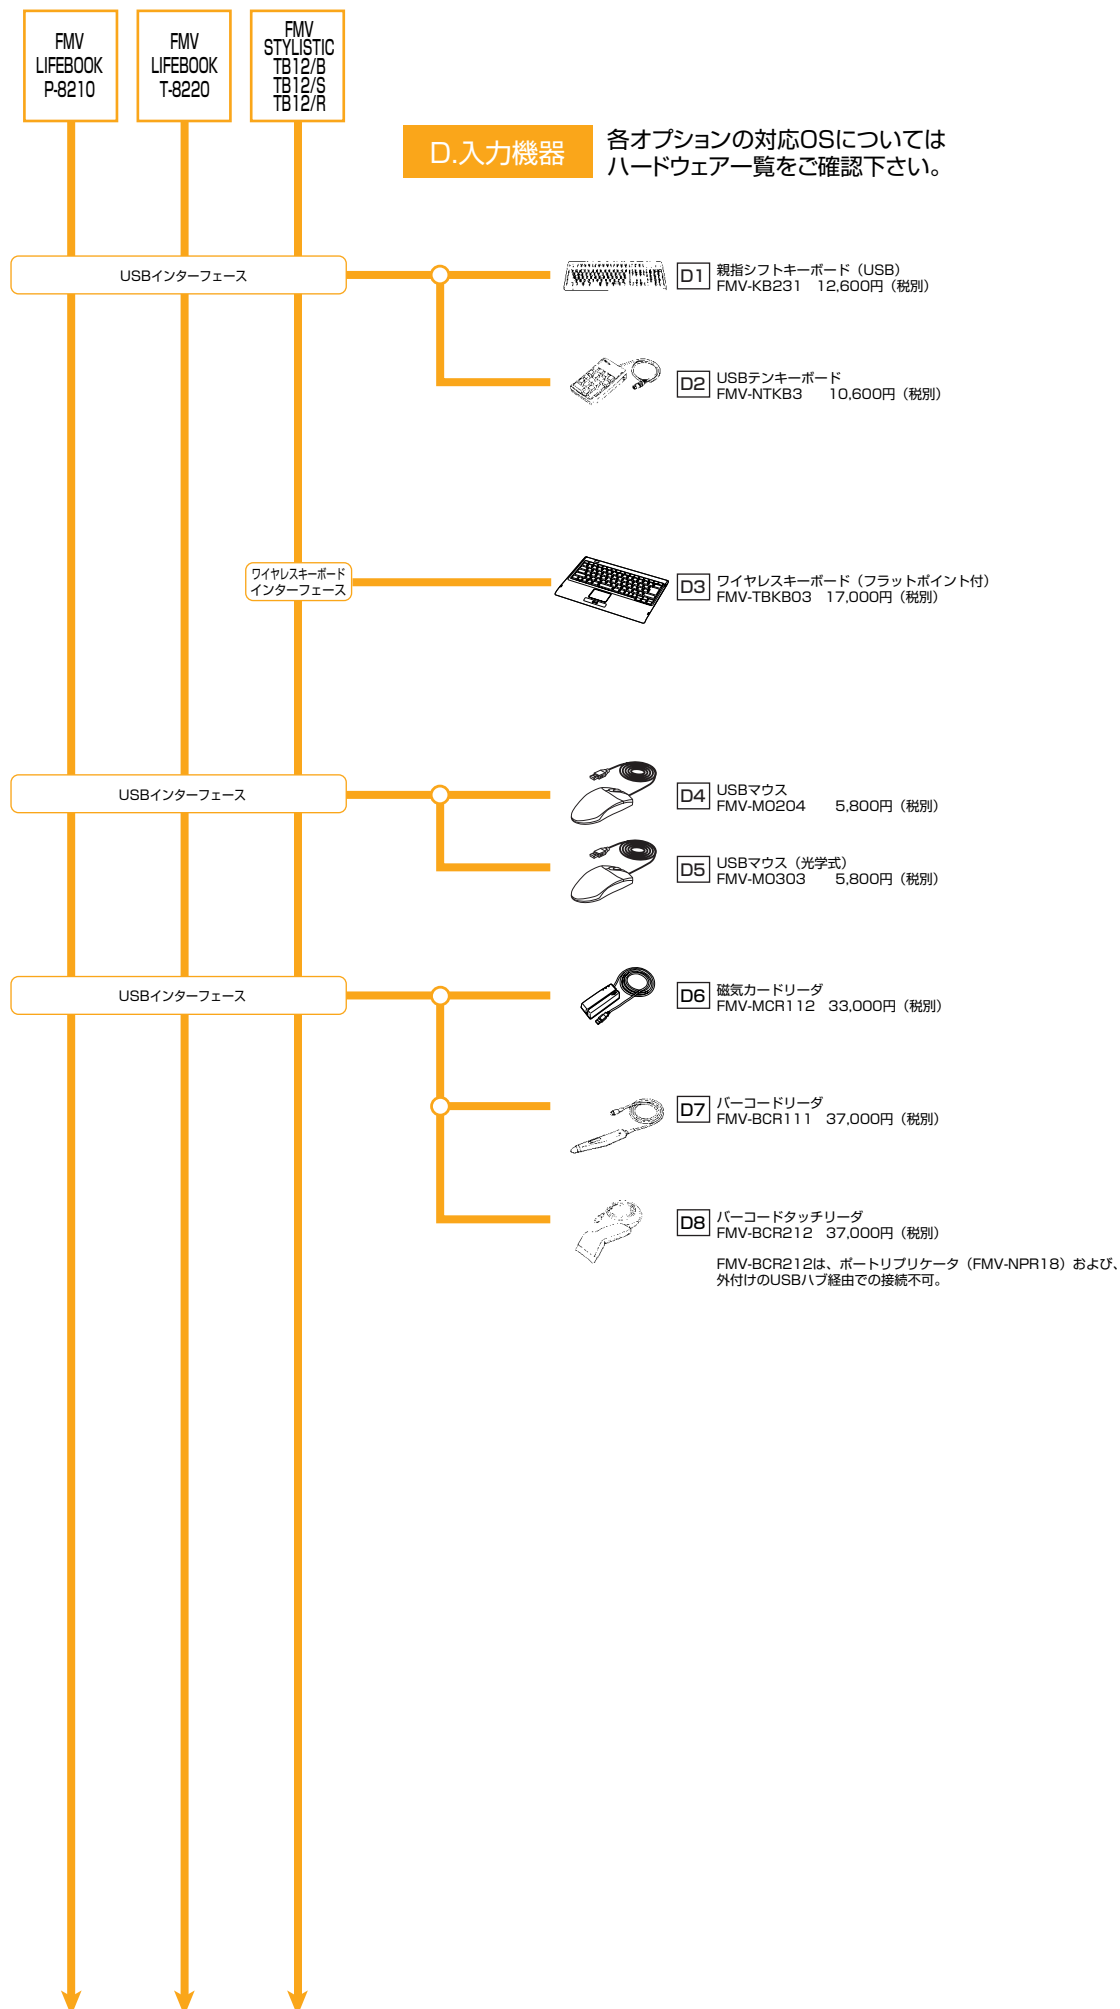 FMV
LIFEBOOK
P-8210
FMV
LIFEBOOK
T-8220
FMV
STYLISTIC
TB12/B
TB12/S
TB12/R
D.入力機器
各オプションの対応OSについては
ハードウェアー覧をご確認下さい。
USBインターフェース
D1 親指シフトキーボード（USB）
FMV-KB231 12,600円（税別）
D2 USBテンキーボード
FMV-NTKB3 10,600円（税別）
ワイヤレスキーボード
インターフェース
D3 ワイヤレスキーボード（フラットポイント付）
FMV-TBKB03 17,000円（税別）
USBインターフェース
D4 USBマウス
FMV-MO204 5,800円（税別）
D5 USBマウス（光学式）
FMV-MO303 5,800円（税別）
USBインターフェース
D6 磁気カードリーダ
FMV-MCR112 33,000円（税別）
D7 バーコードリーダ
FMV-BCR111 37,000円（税別）
D8 バーコードタッチリーダ
FMV-BCR212 37,000円（税別）
FMV-BCR212は、ポートリプリケータ（FMV-NPR18）および、
外付けのUSBハブ経由での接続不可。